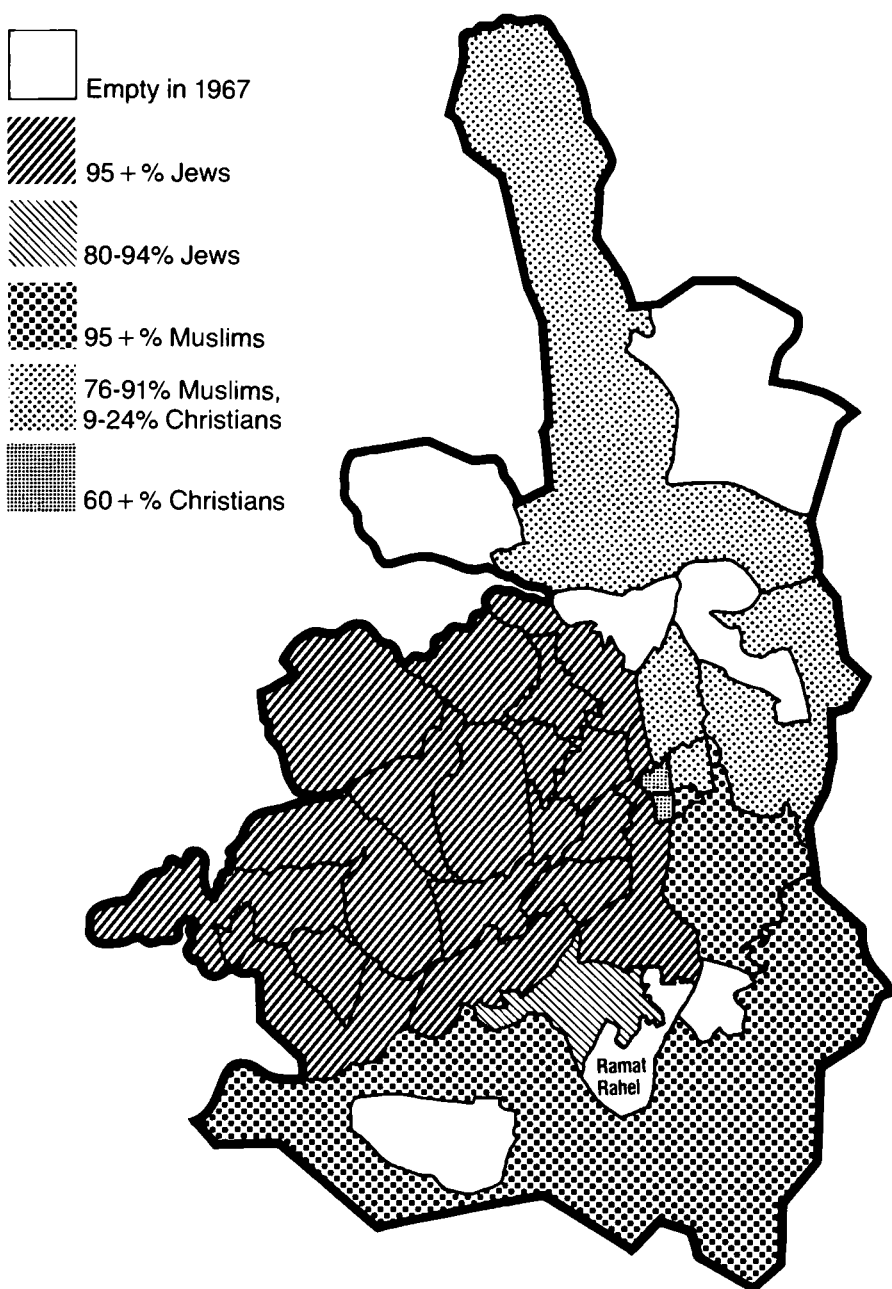 Empty in 1967
95 + % Jews
80-94% Jews
95 + % Muslims
76-91% Muslims,
9-24% Christians
60 + % Christians
Ramat
Rahel